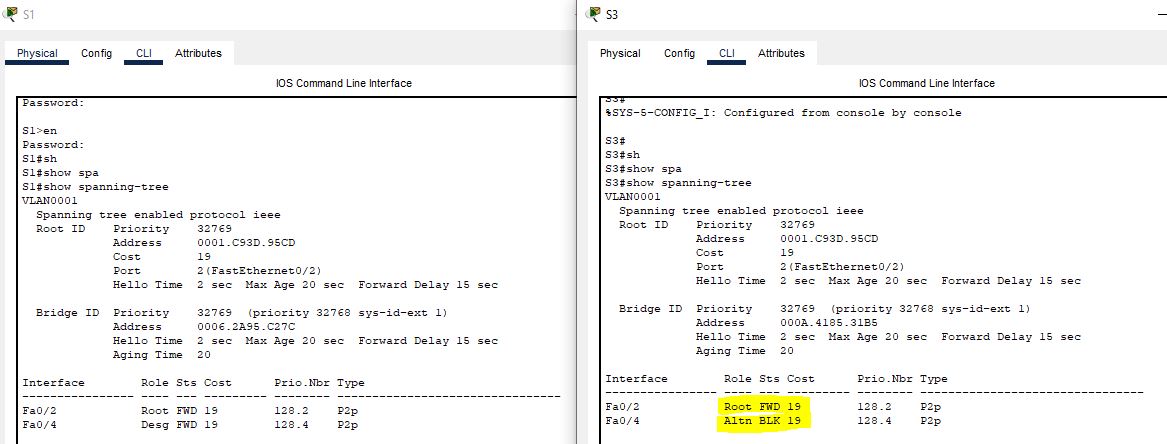 S1
Physical Config CLI Attributes
IOS Command Line Interface
Password:
S1>en
Password:
S1#sh
S1#show spa
S1#show spanning-tree
VLAN0001
Spanning tree enabled protocol ieee
Root ID Priority 32769
Address 0001.C93D.95CD
Cost 19
Port 2(FastEthernet0/2)
Hello Time 2 sec Max Age 20 sec Forward Delay 15 sec
Bridge ID Priority 32769 (priority 32768 sys-id-ext 1)
Address 0006.2A95.C27C
Hello Time 2 sec Max Age 20 sec Forward Delay 15 sec
Aging Time 20
Interface Role Sts Cost Prio.Nbr Type
---------------- ---- --- --------- -------- --------------------------------
Fa0/2 Root FWD 19 128.2 P2p
Fa0/4 Desg FWD 19 128.4 P2p
S3
Physical Config CLI Attributes
IOS Command Line Interface
S3#
%SYS-5-CONFIG_I: Configured from console by console
S3#
S3#sh
S3#show spa
S3#show spanning-tree
VLAN0001
Spanning tree enabled protocol ieee
Root ID Priority 32769
Address 0001.C93D.95CD
Cost 19
Port 2(FastEthernet0/2)
Hello Time 2 sec Max Age 20 sec Forward Delay 15 sec
Bridge ID Priority 32769 (priority 32768 sys-id-ext 1)
Address 000A.4185.31B5
Hello Time 2 sec Max Age 20 sec Forward Delay 15 sec
Aging Time 20
Interface Role Sts Cost Prio.Nbr Type
---------------- ---- --- --------- -------- --------------------------------
Fa0/2 Root FWD 19 128.2 P2p
Fa0/4 Altn BLK 19 128.4 P2p